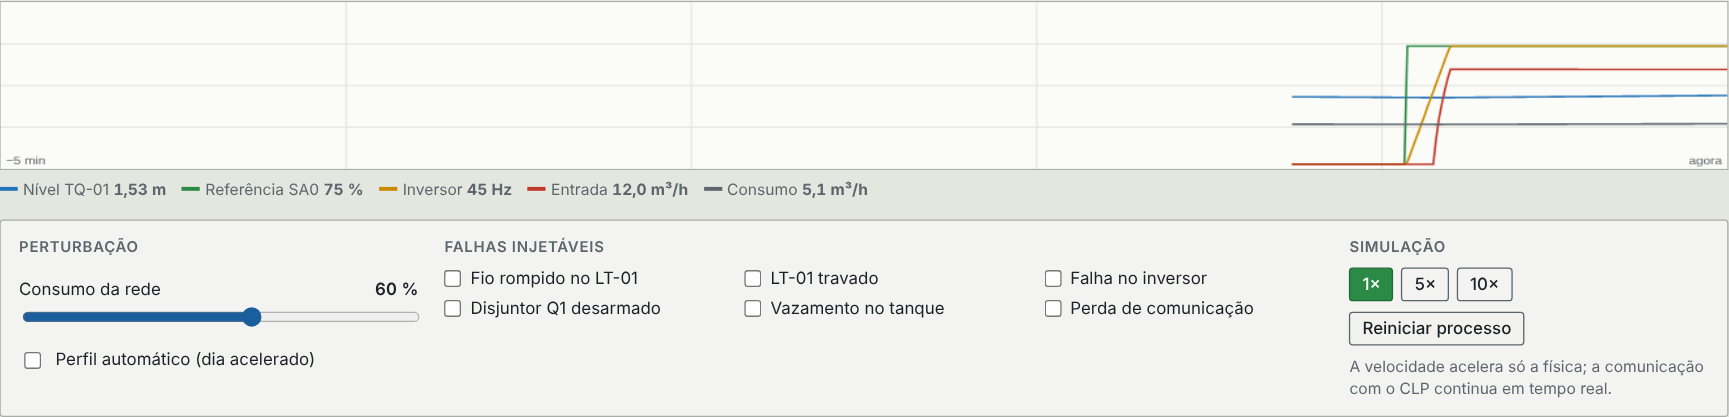 −5 min
agora
Nível TQ-01 1,53 m
Referência SA0 75 %
Inversor 45 Hz
Entrada 12,0 m³/h
Consumo 5,1 m³/h
PERTURBAÇÃO
Consumo da rede 60 %
Perfil automático (dia acelerado)
FALHAS INJETÁVEIS
Fio rompido no LT-01
LT-01 travado
Falha no inversor
Disjuntor Q1 desarmado
Vazamento no tanque
Perda de comunicação
SIMULAÇÃO
1× 5× 10×
Reiniciar processo
A velocidade acelera só a física; a comunicação
com o CLP continua em tempo real.